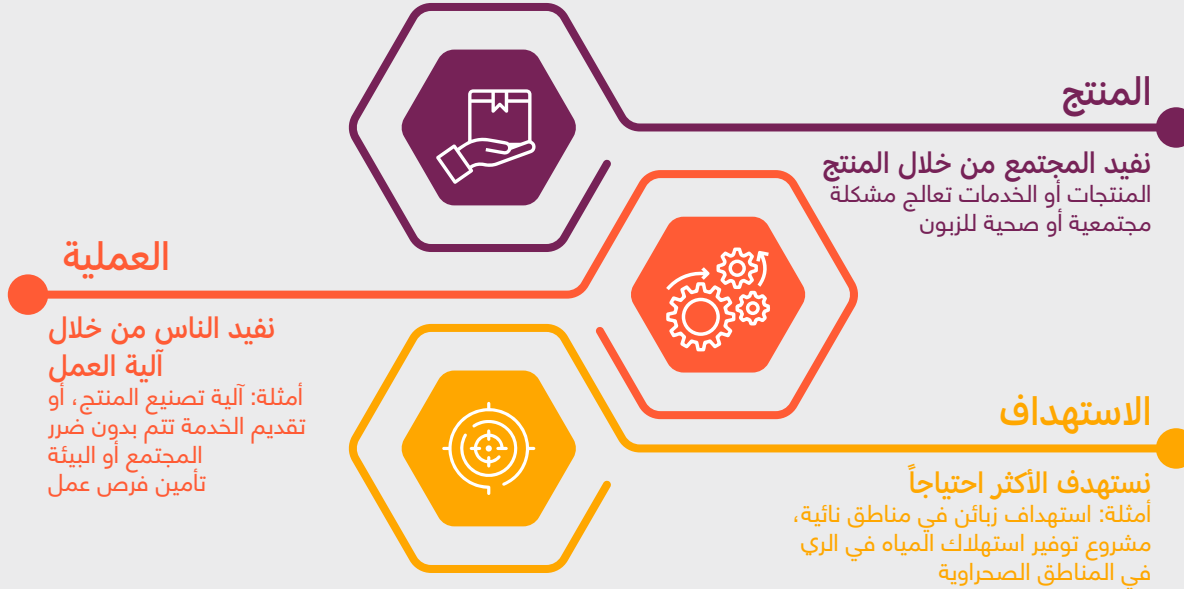 المنتج
نفيد المجتمع من خلال المنتج
المنتجات أو الخدمات تعالج مشكلة
مجتمعية أو صحية للزبون
العملية
نفيد الناس من خلال
آلية العمل
أمثلة: آلية تصنيع المنتج، أو
تقديم الخدمة تتم بدون ضرر
المجتمع أو البيئة
تأمين فرص عمل
الاستهداف
نستهدف الأكثر احتياجاً
أمثلة: استهداف زبائن في مناطق نائية،
مشروع توفير استهلاك المياه في الري
في المناطق الصحراوية